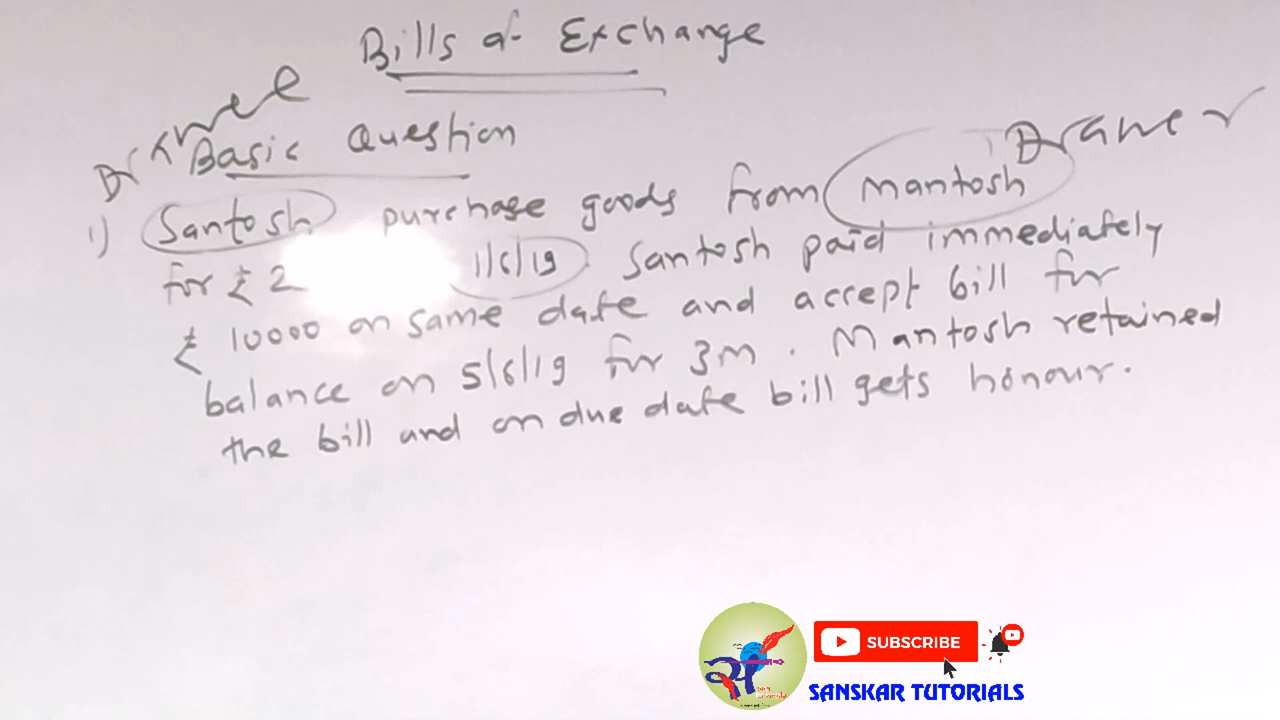 Bills of Exchange
Drawee
Basic Question
Drawer
1) Santosh purchase goods from Mantosh
for ₹ 2 1/6/19 Santosh paid immediately
₹ 10000 on same date and accept bill for
balance on 5/6/19 for 3m. Mantosh retained
the bill and on due date bill gets honour.
SUBSCRIBE
SANSKAR TUTORIALS